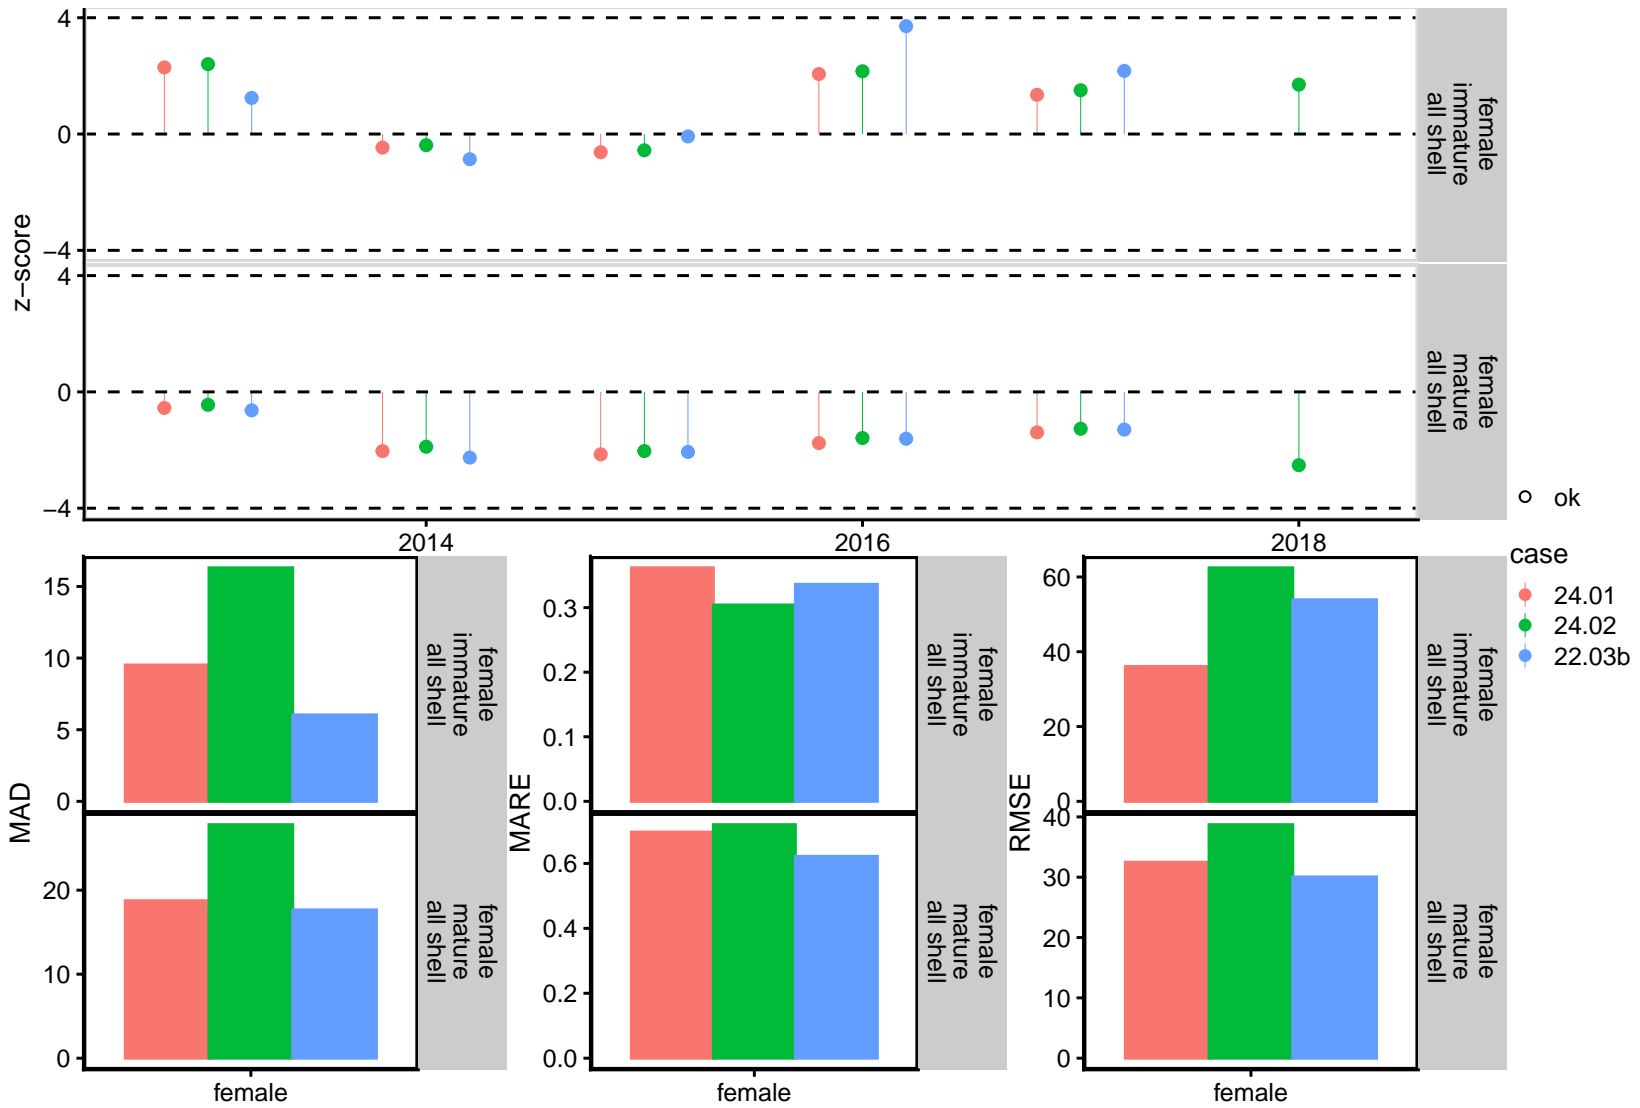 z−score
4
0
−4
female
immature
all shell
4
0
−4
female
mature
all shell
2014
2016
2018
ok
case
24.01
24.02
22.03b
MAD
15
10
5
0
female
immature
all shell
20
10
0
female
mature
all shell
female
MARE
0.3
0.2
0.1
0.0
female
immature
all shell
0.6
0.4
0.2
0.0
female
mature
all shell
female
RMSE
60
40
20
0
female
immature
all shell
40
30
20
10
0
female
mature
all shell
female